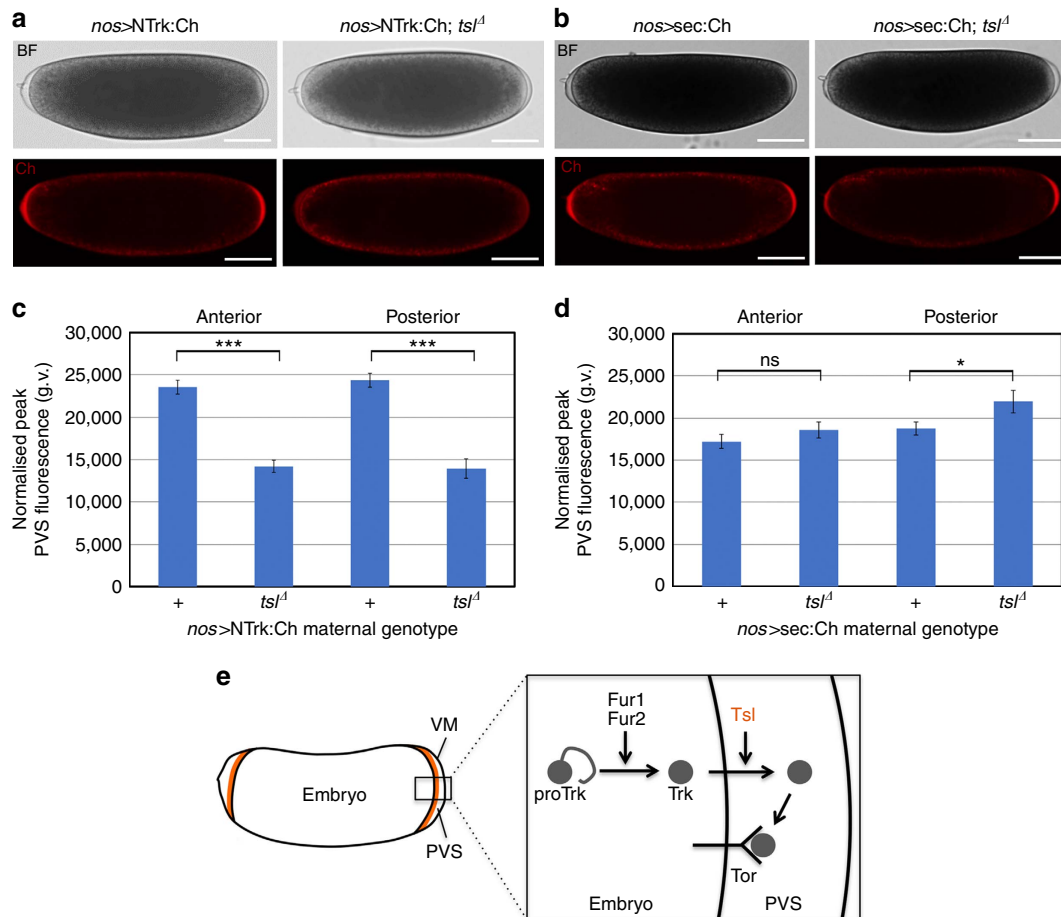 a
nos>NTrk:Ch
nos>NTrk:Ch; tslΔ
BF
Ch
b
nos>sec:Ch
nos>sec:Ch; tslΔ
BF
Ch
c
Anterior
Posterior
30,000
25,000
20,000
15,000
10,000
5,000
0
Normalised peak
PVS fluorescence (g.v.)
***
***
+
tslΔ
+
tslΔ
nos>NTrk:Ch maternal genotype
d
Anterior
Posterior
30,000
25,000
20,000
15,000
10,000
5,000
0
Normalised peak
PVS fluorescence (g.v.)
ns
*
+
tslΔ
+
tslΔ
nos>sec:Ch maternal genotype
e
VM
Embryo
PVS
Fur1
Fur2
Tsl
proTrk
Trk
Tor
Embryo
PVS